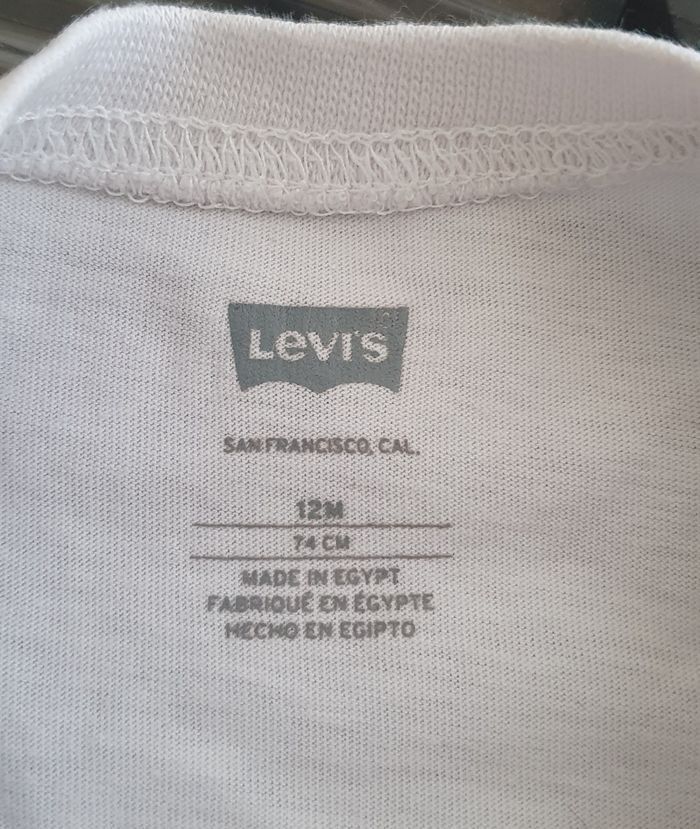 Levi's
SAN FRANCISCO, CAL.
12M
74 CM
MADE IN EGYPT
FABRIQUÉ EN ÉGYPTE
HECHO EN EGIPTO